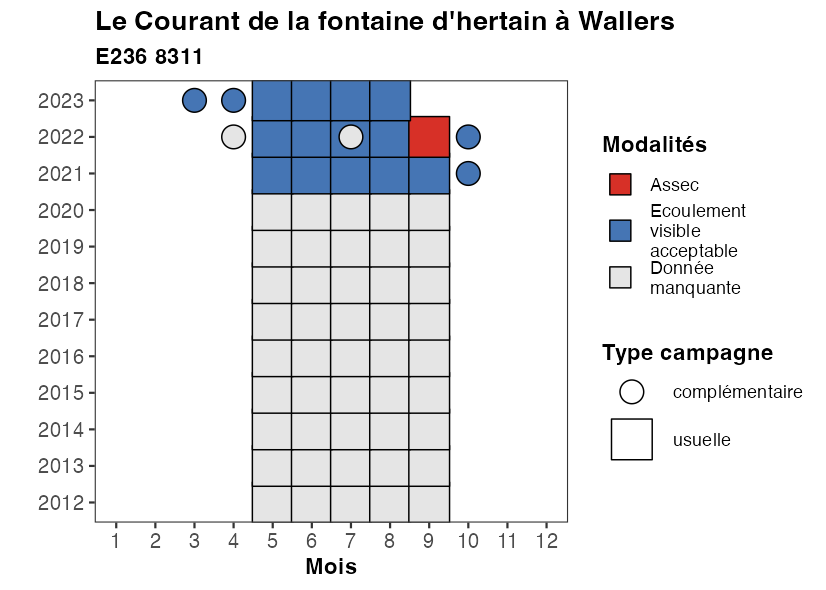 Le Courant de la fontaine d'hertain à Wallers
E236 8311
2023
2022
2021
2020
2019
2018
2017
2016
2015
2014
2013
2012
1 2 3 4 5 6 7 8 9 10 11 12
Mois
Modalités
Assec
Ecoulement
visible
acceptable
Donnée
manquante
Type campagne
complémentaire
usuelle